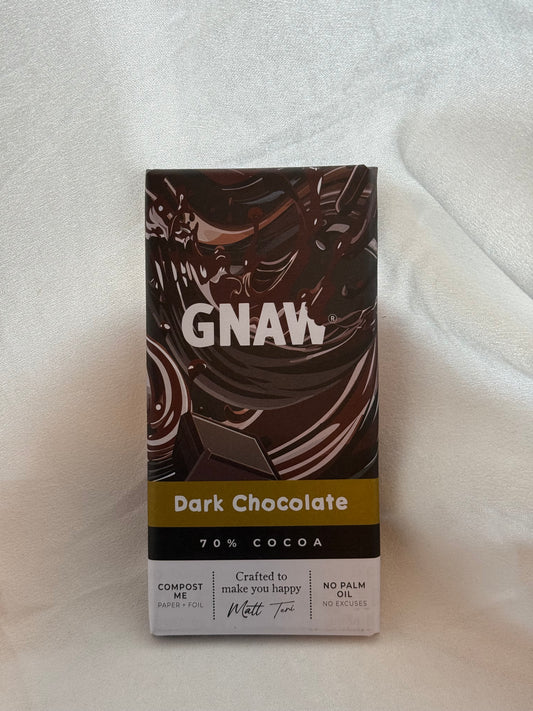 GNAW®
Dark Chocolate
70% COCOA
COMPOST
ME
PAPER + FOIL
Crafted to
make you happy
Matt Teri
NO PALM
OIL
NO EXCUSES